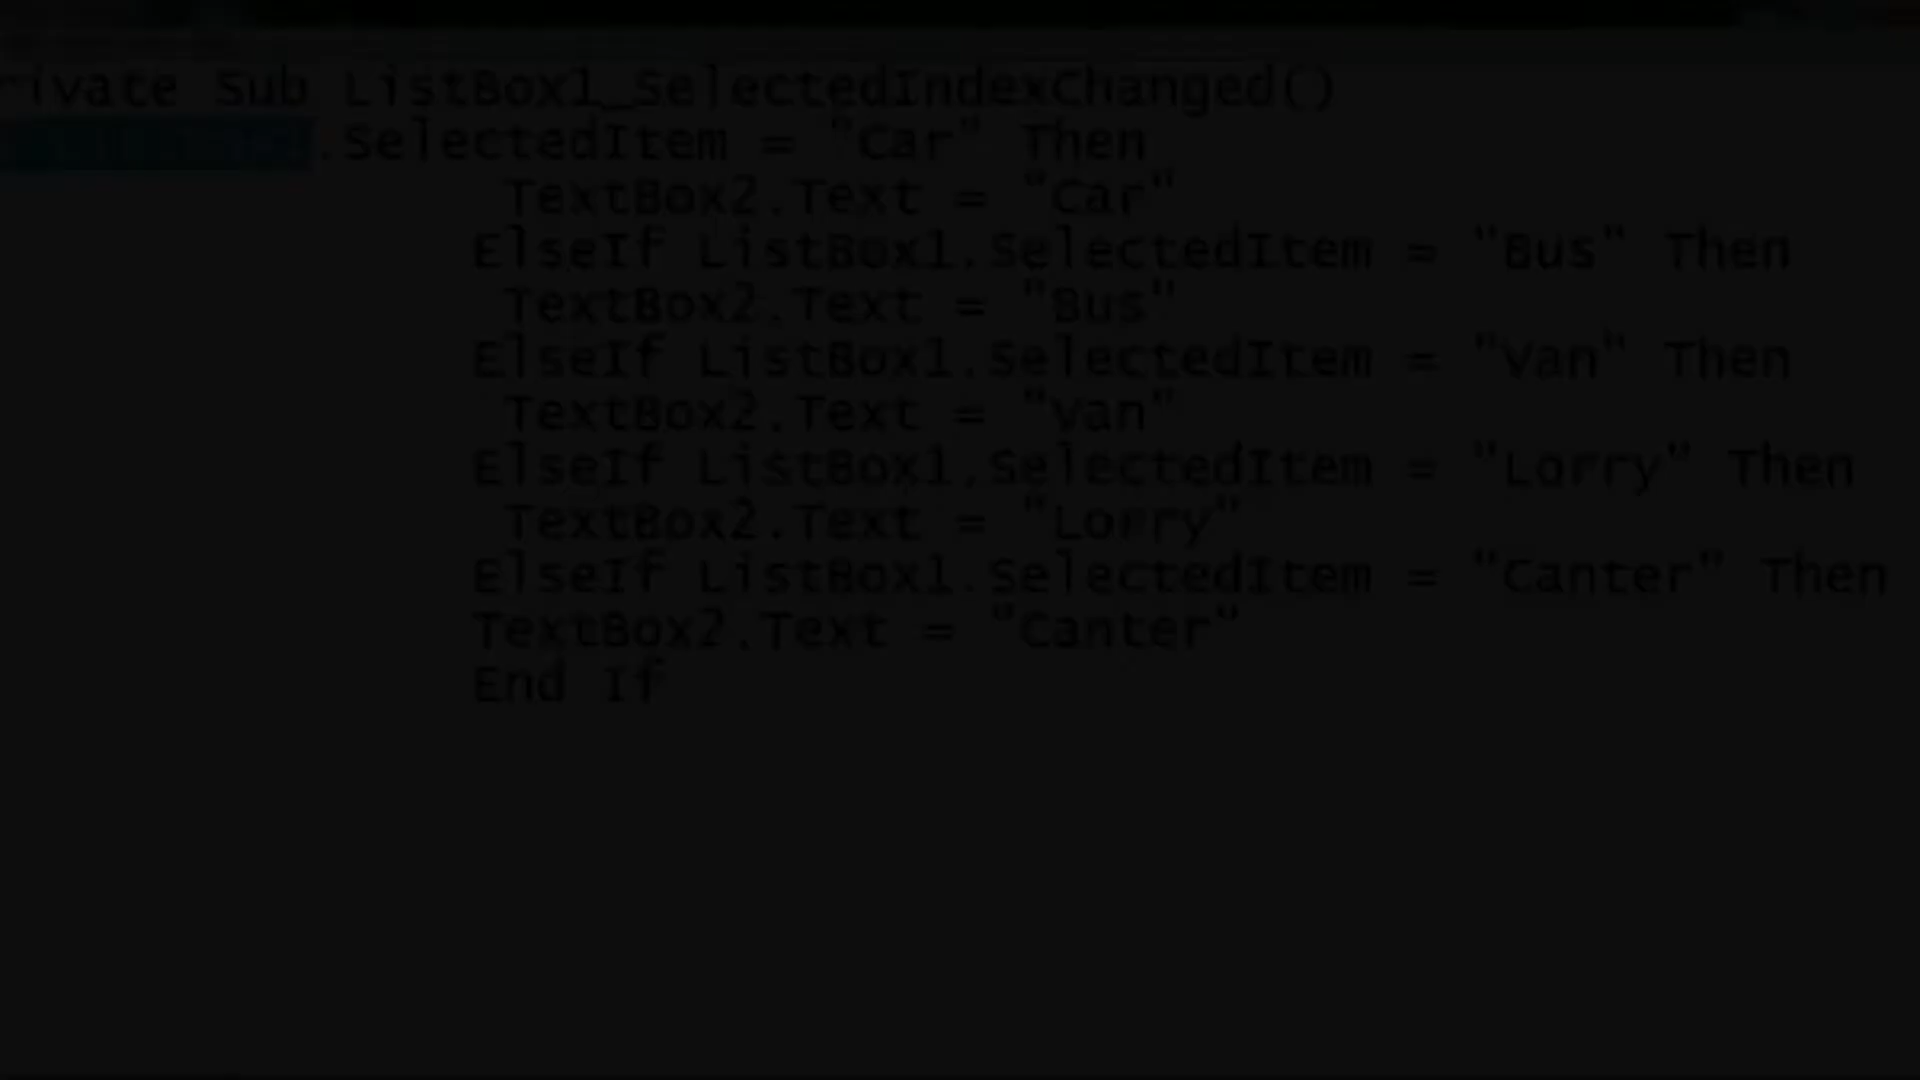 rivate Sub ListBox1_SelectedIndexChanged()
.SelectedItem = "Car" Then
TextBox2.Text = "Car"
ElseIf ListBox1.SelectedItem = "Bus" Then
TextBox2.Text = "Bus"
ElseIf ListBox1.SelectedItem = "Van" Then
TextBox2.Text = "Van"
ElseIf ListBox1.SelectedItem = "Lorry" Then
TextBox2.Text = "Lorry"
ElseIf ListBox1.SelectedItem = "Canter" Then
TextBox2.Text = "Canter"
End If